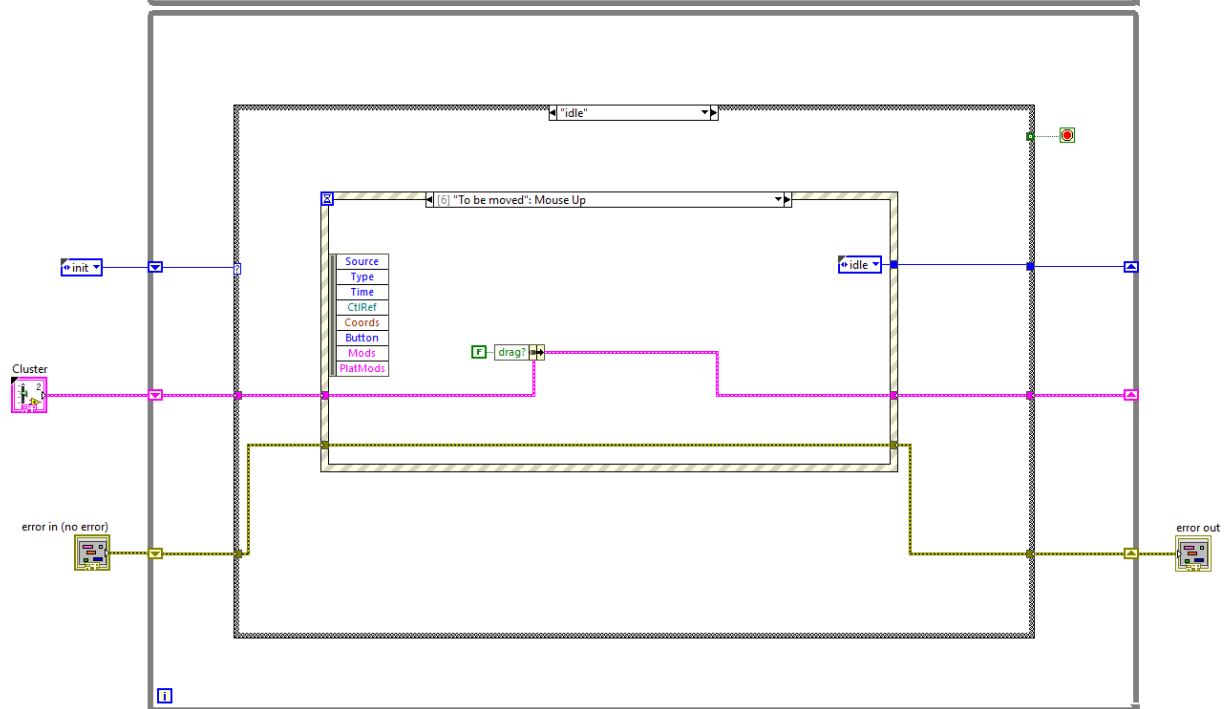 "idle"
[6] "To be moved": Mouse Up
Source
Type
Time
CtlRef
Coords
Button
Mods
PlatMods
init
?
idle
F
drag?
Cluster
2
error in (no error)
error out
i